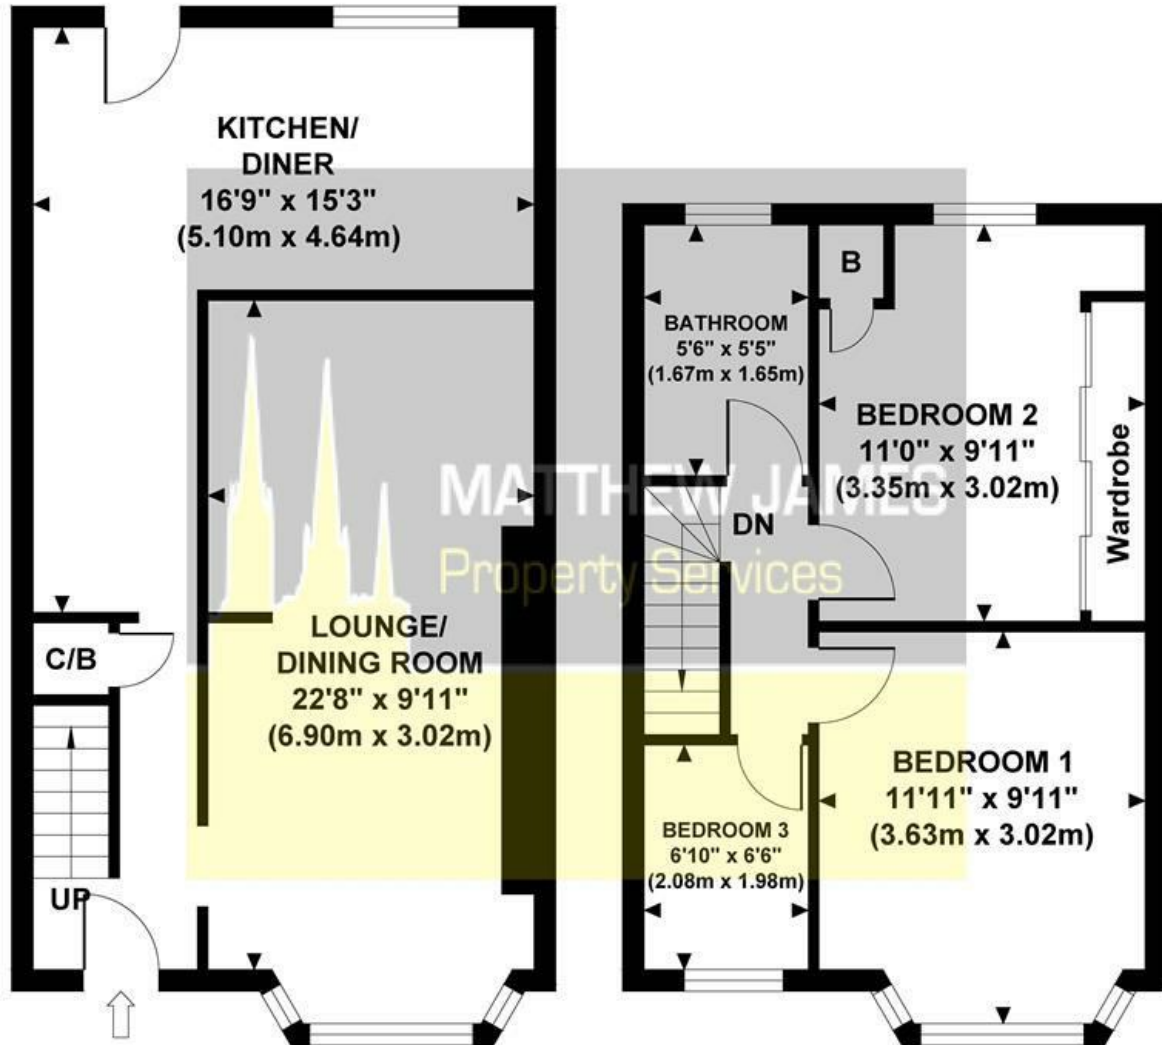 KITCHEN/
DINER
16'9" x 15'3"
(5.10m x 4.64m)
C/B
UP
LOUNGE/
DINING ROOM
22'8" x 9'11"
(6.90m x 3.02m)
BATHROOM
5'6" x 5'5"
(1.67m x 1.65m)
B
BEDROOM 2
11'0" x 9'11"
(3.35m x 3.02m)
Wardrobe
DN
MATTHEW JAMES
Property Services
BEDROOM 1
11'11" x 9'11"
(3.63m x 3.02m)
BEDROOM 3
6'10" x 6'6"
(2.08m x 1.98m)